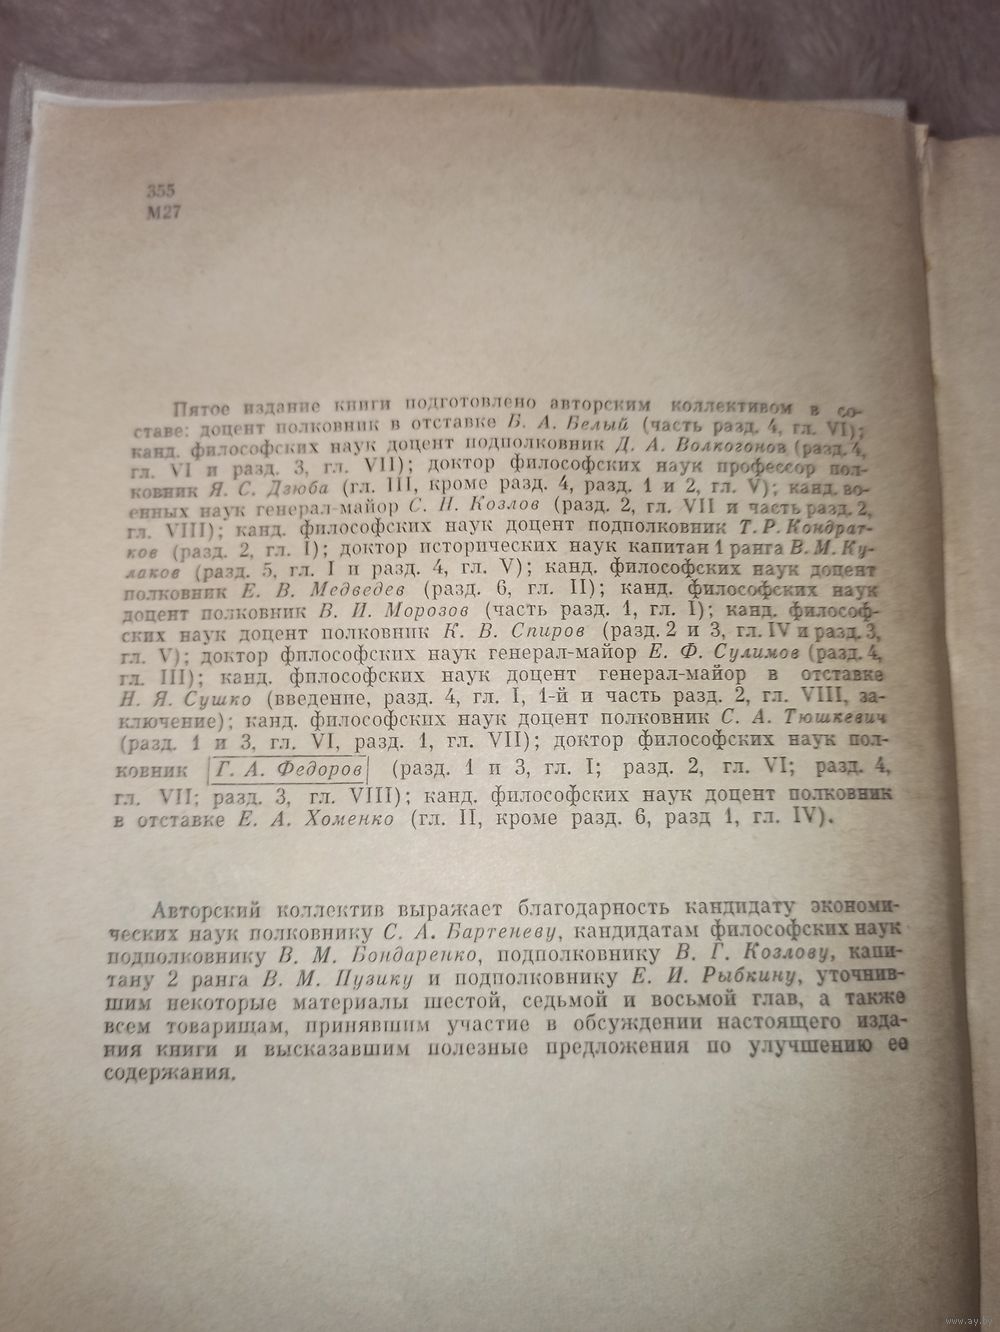 355
М27
Пятое издание книги подготовлено авторским коллективом в со-
ставе: доцент полковник в отставке Б. А. Белый (часть разд. 4, гл. VI);
канд. философских наук доцент подполковник Д. А. Волкогонов (разд. 4,
гл. VI и разд. 3, гл. VII); доктор философских наук профессор пол-
ковник Я. С. Дзюба (гл. III, кроме разд. 4, разд. 1 и 2, гл. V); канд. во-
енных наук генерал-майор С. Н. Козлов (разд. 2, гл. VII и часть разд. 2,
гл. VIII); канд. философских наук доцент подполковник Т. Р. Кондрат-
ков (разд. 2, гл. I); доктор исторических наук капитан 1 ранга В. М. Ку-
лаков (разд. 5, гл. I и разд. 4, гл. V); канд. философских наук доцент
полковник Е. В. Медведев (разд. 6, гл. II); канд. философских наук
доцент полковник В. И. Морозов (часть разд. 1, гл. I); канд. философ-
ских наук доцент полковник К. В. Спиров (разд. 2 и 3, гл. IV и разд. 3,
гл. V); доктор философских наук генерал-майор Е. Ф. Сулимов (разд. 4,
гл. III); канд. философских наук доцент генерал-майор в отставке
Н. Я. Сушко (введение, разд. 4, гл. I, 1-й и часть разд. 2, гл. VIII, за-
ключение); канд. философских наук доцент полковник С. А. Тюшкевич
(разд. 1 и 3, гл. VI, разд. 1, гл. VII); доктор философских наук пол-
ковник Г. А. Федоров (разд. 1 и 3, гл. I; разд. 2, гл. VI; разд. 4,
гл. VII; разд. 3, гл. VIII); канд. философских наук доцент полковник
в отставке Е. А. Хоменко (гл. II, кроме разд. 6, разд 1, гл. IV).
Авторский коллектив выражает благодарность кандидату экономи-
ческих наук полковнику С. А. Бартеневу, кандидатам философских наук
подполковнику В. М. Бондаренко, подполковнику В. Г. Козлову, капи-
тану 2 ранга В. М. Пузику и подполковнику Е. И. Рыбкину, уточнив-
шим некоторые материалы шестой, седьмой и восьмой глав, а также
всем товарищам, принявшим участие в обсуждении настоящего изда-
ния книги и высказавшим полезные предложения по улучшению ее
содержания.
www.ay.by